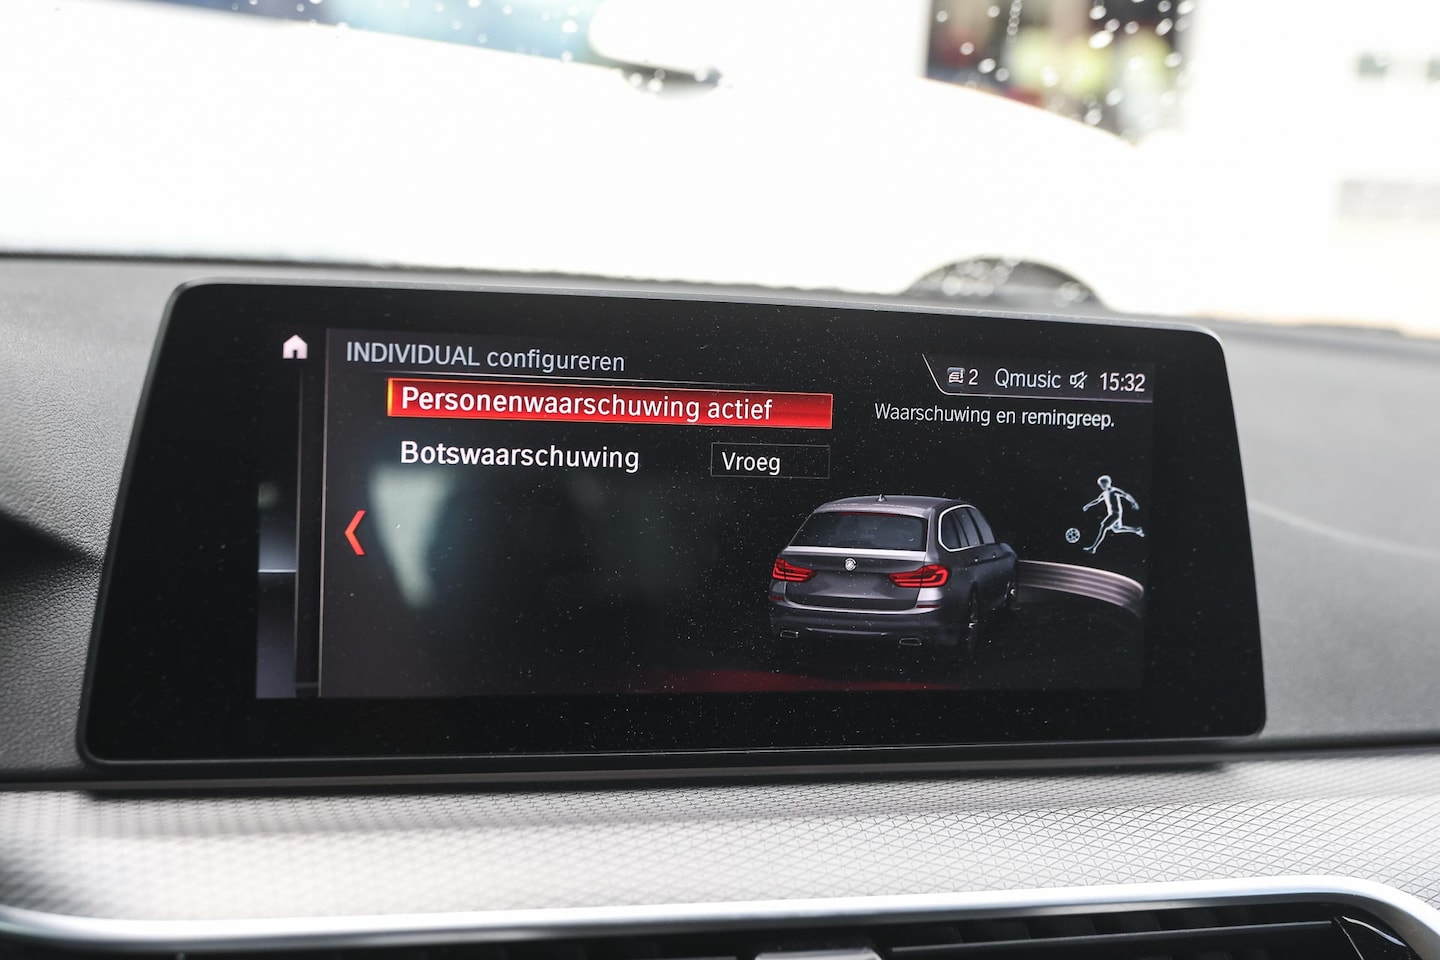 INDIVIDUAL configureren
2 Qmusic 15:32
Personenwaarschuwing actief
Waarschuwing en remingreep.
Botswaarschuwing
Vroeg